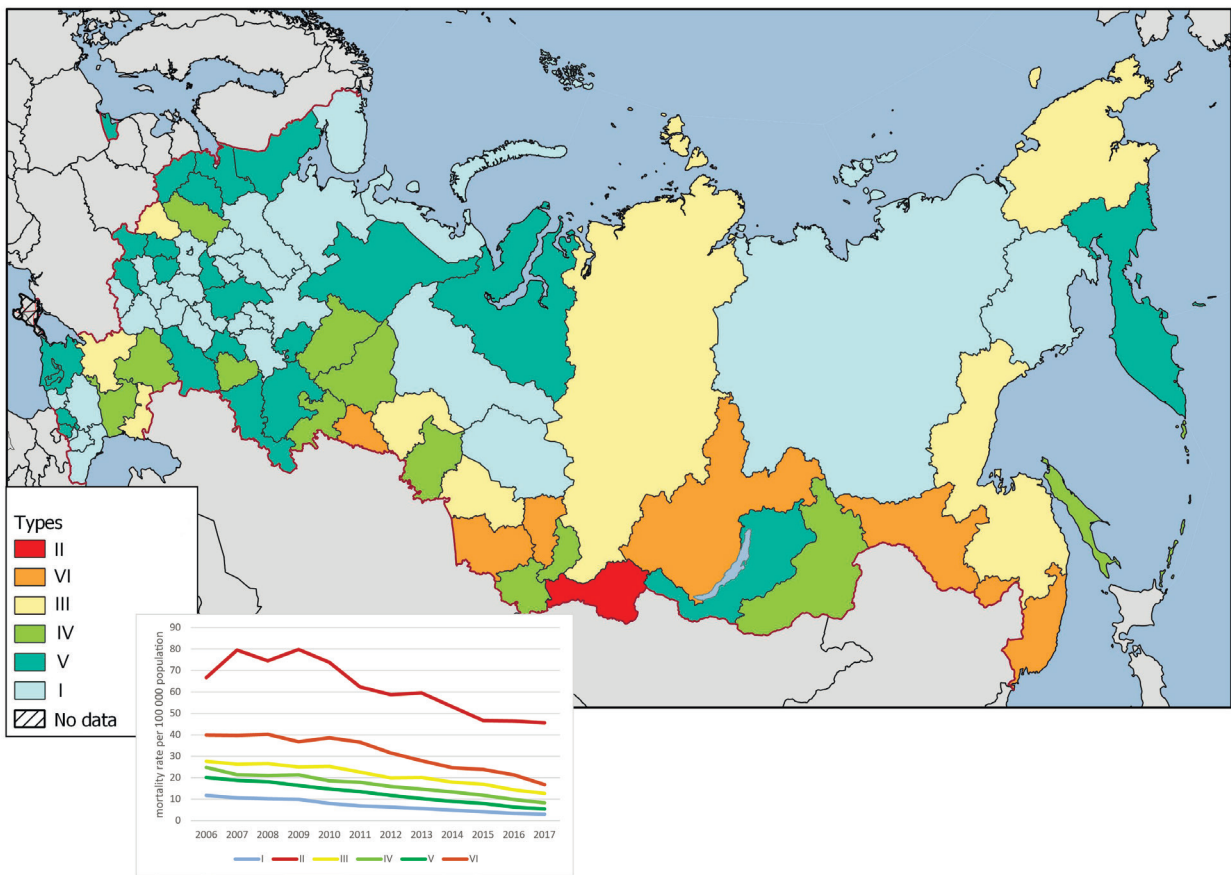 Types
II
VI
III
IV
V
I
No data
mortality rate per 100 000 population
90
80
70
60
50
40
30
20
10
0
2006 2007 2008 2009 2010 2011 2012 2013 2014 2015 2016 2017
I II III IV V VI